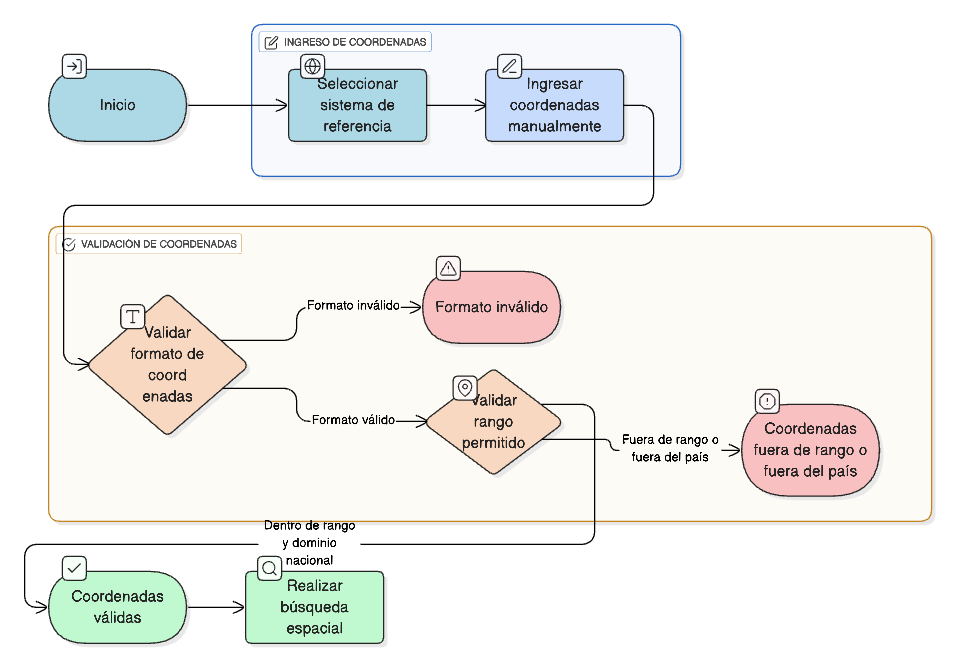 INGRESO DE COORDENADAS
Inicio
Seleccionar
sistema de
referencia
Ingresar
coordenadas
manualmente
VALIDACIÓN DE COORDENADAS
Validar
formato de
coord
enadas
Formato inválido
Formato inválido
Formato válido
Validar
rango
permitido
Fuera de rango o
fuera del país
Coordenadas
fuera de rango o
fuera del país
Dentro de rango
y dominio
nacional
Coordenadas
válidas
Realizar
búsqueda
espacial